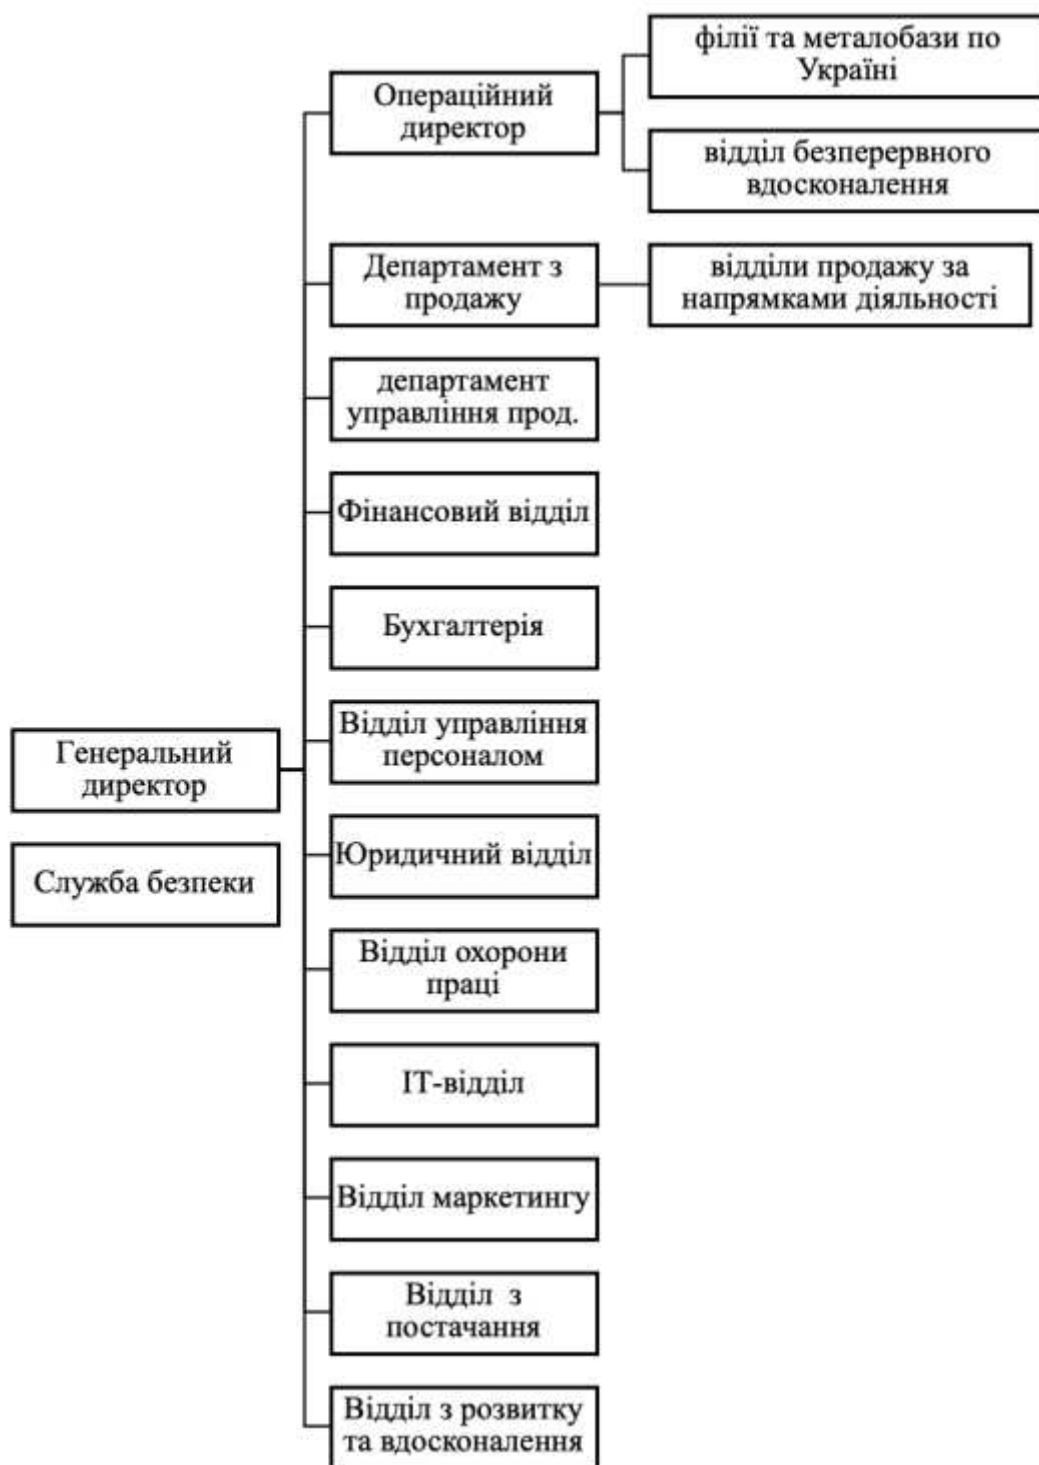 філії та металобази по
Україні
Операційний
директор
відділ безперервного
вдосконалення
Департамент з
продажу
відділи продажу за
напрямками діяльності
департамент
управління прод.
Фінансовий відділ
Бухгалтерія
Відділ управління
персоналом
Генеральний
директор
Юридичний відділ
Служба безпеки
Відділ охорони
праці
ІТ-відділ
Відділ маркетингу
Відділ з
постачання
Відділ з розвитку
та вдосконалення